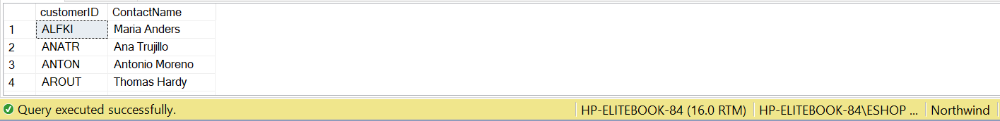 customerID ContactName
1 ALFKI Maria Anders
2 ANATR Ana Trujillo
3 ANTON Antonio Moreno
4 AROUT Thomas Hardy
Query executed successfully. HP-ELITEBOOK-84 (16.0 RTM) HP-ELITEBOOK-84\ESHOP ... Northwind